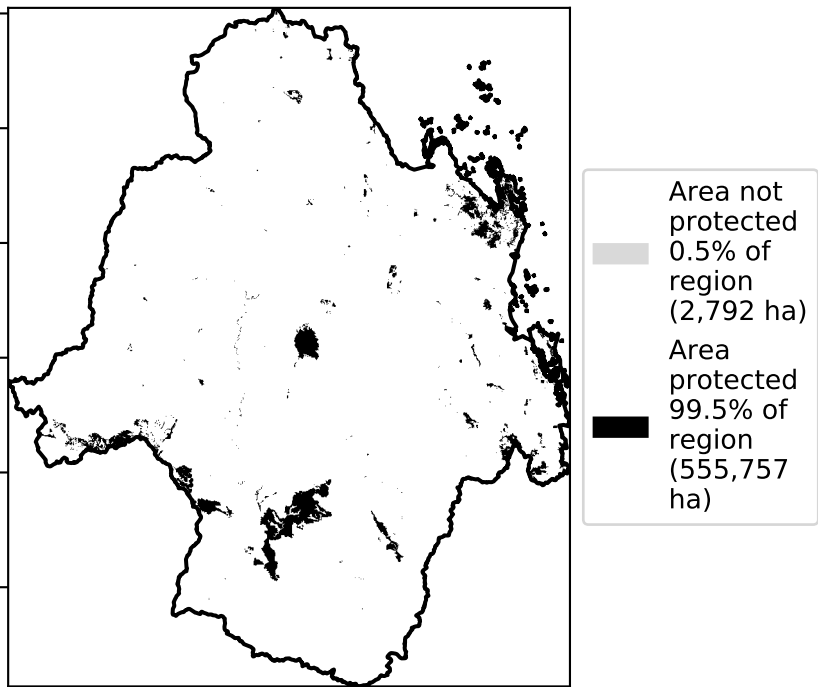 Area not
protected
0.5% of
region
(2,792 ha)
Area
protected
99.5% of
region
(555,757
ha)